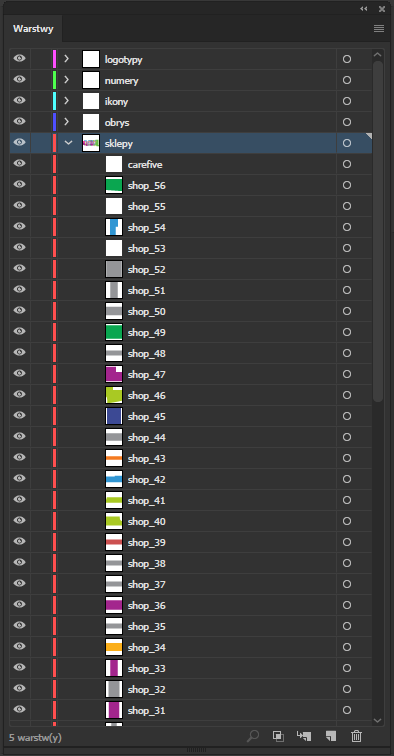 Warstwy
logotypy
numery
ikony
obrys
sklepy
carefive
shop_56
shop_55
shop_54
shop_53
shop_52
shop_51
shop_50
shop_49
shop_48
shop_47
shop_46
shop_45
shop_44
shop_43
shop_42
shop_41
shop_40
shop_39
shop_38
shop_37
shop_36
shop_35
shop_34
shop_33
shop_32
shop_31
5 warstw(y)